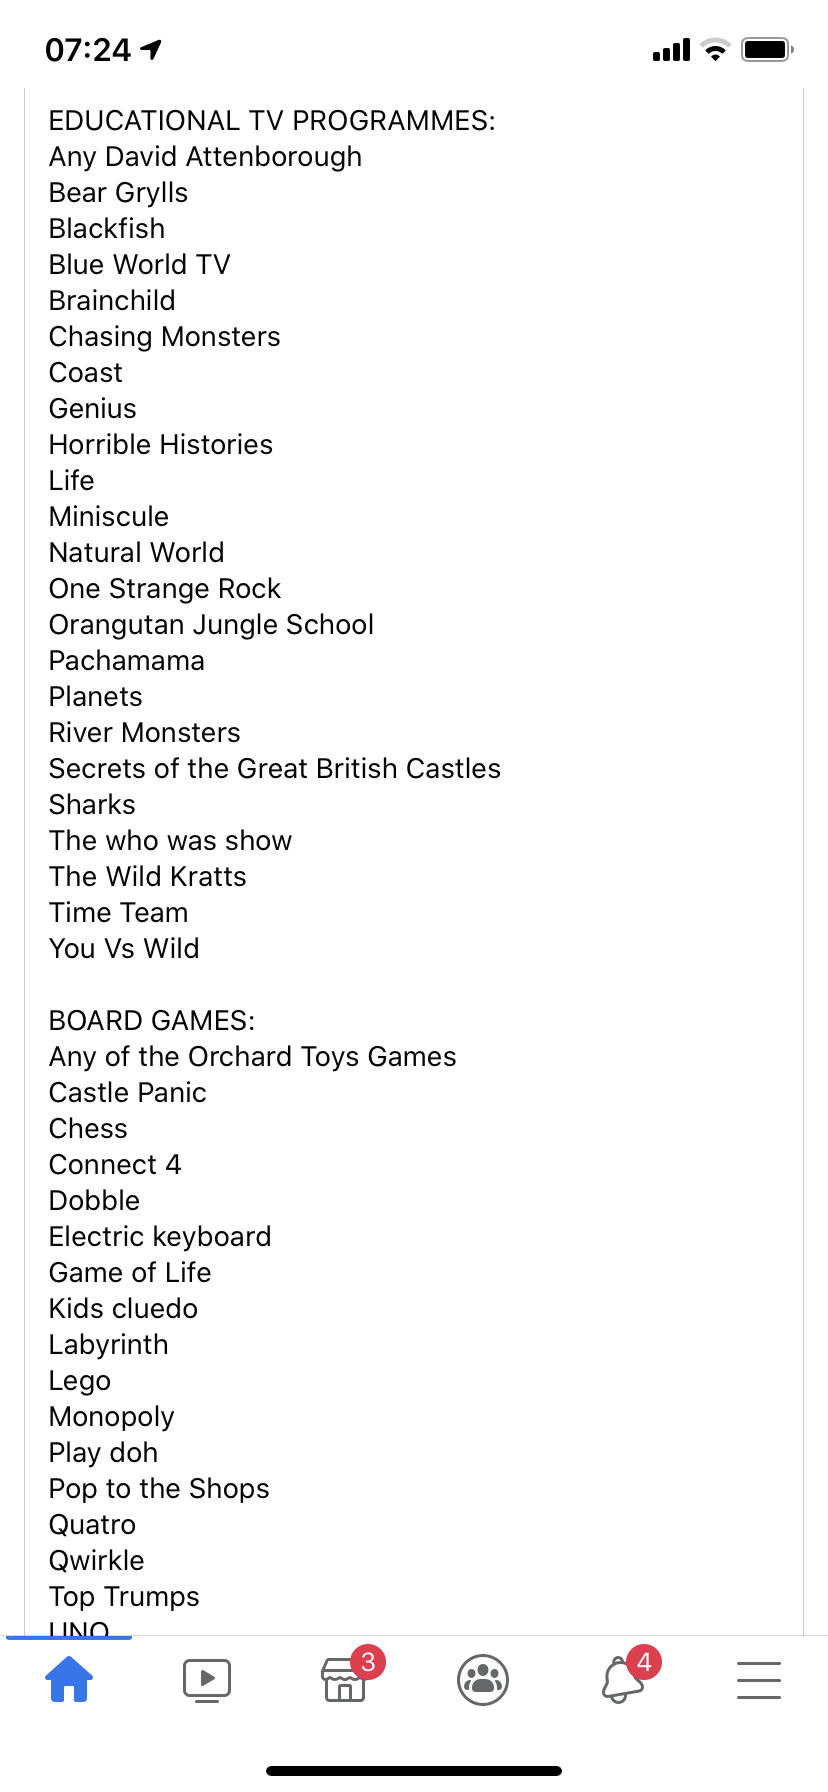 07:24
EDUCATIONAL TV PROGRAMMES:
Any David Attenborough
Bear Grylls
Blackfish
Blue World TV
Brainchild
Chasing Monsters
Coast
Genius
Horrible Histories
Life
Miniscule
Natural World
One Strange Rock
Orangutan Jungle School
Pachamama
Planets
River Monsters
Secrets of the Great British Castles
Sharks
The who was show
The Wild Kratts
Time Team
You Vs Wild
BOARD GAMES:
Any of the Orchard Toys Games
Castle Panic
Chess
Connect 4
Dobble
Electric keyboard
Game of Life
Kids cluedo
Labyrinth
Lego
Monopoly
Play doh
Pop to the Shops
Quatro
Qwirkle
Top Trumps
UNO
3 4